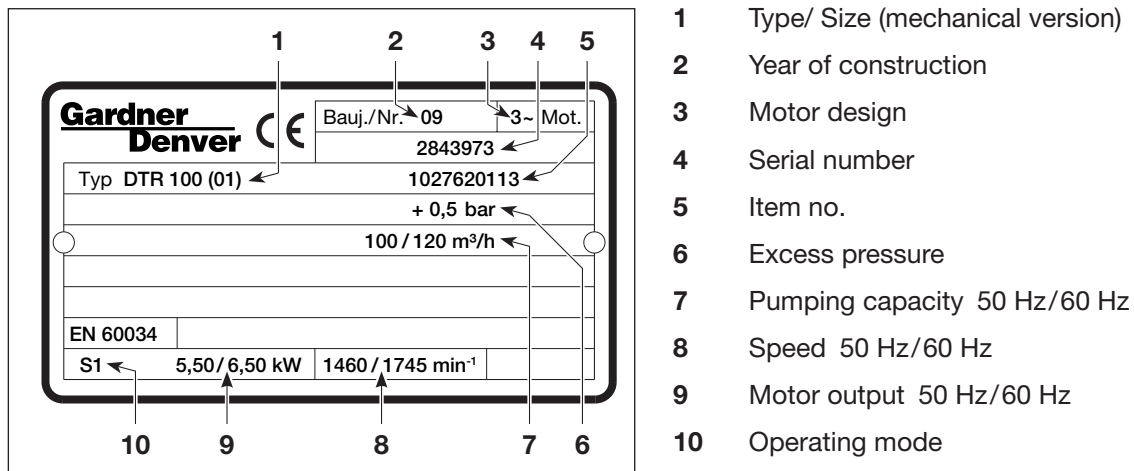 1 2 3 4 5
Gardner
Denver
CE
Bauj./Nr. 09 3~ Mot.
2843973
Typ DTR 100 (01) 1027620113
+ 0,5 bar
100 / 120 m³/h
EN 60034
S1 5,50/6,50 kW 1460/1745 min⁻¹
10 9 8 7 6
1 Type/ Size (mechanical version)
2 Year of construction
3 Motor design
4 Serial number
5 Item no.
6 Excess pressure
7 Pumping capacity 50 Hz/60 Hz
8 Speed 50 Hz/60 Hz
9 Motor output 50 Hz/60 Hz
10 Operating mode